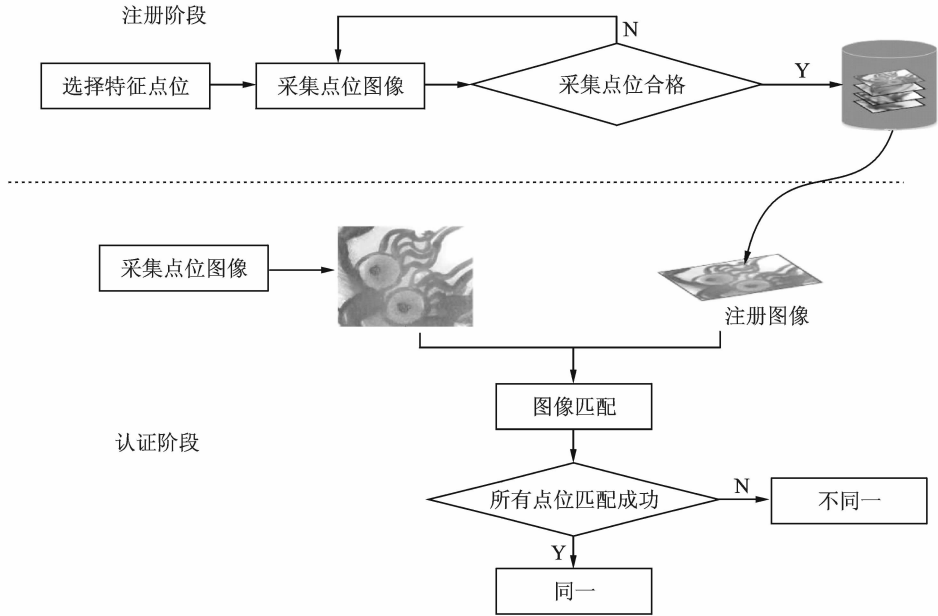 注册阶段
N
选择特征点位
采集点位图像
采集点位合格
Y
采集点位图像
注册图像
图像匹配
认证阶段
所有点位匹配成功
N
不同一
Y
同一